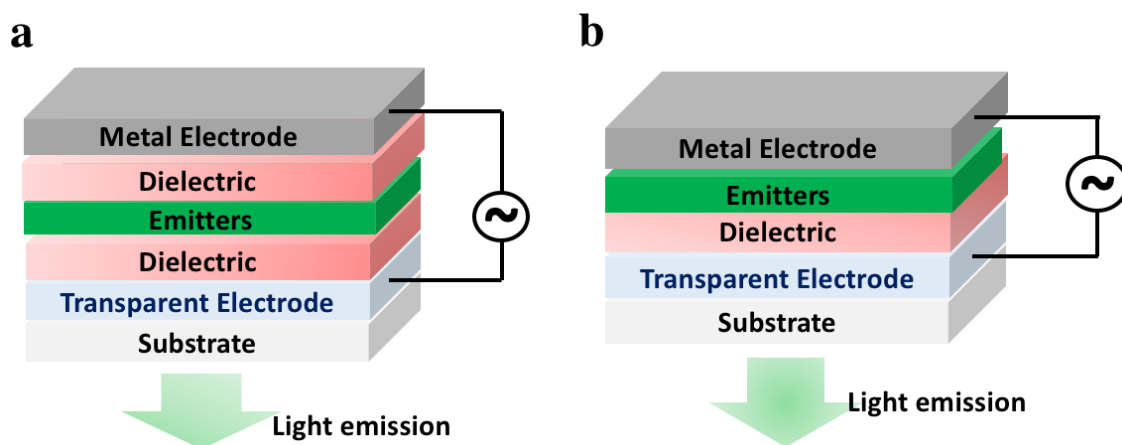 a
Metal Electrode
Dielectric
Emitters
Dielectric
Transparent Electrode
Substrate
Light emission
~
b
Metal Electrode
Emitters
Dielectric
Transparent Electrode
Substrate
Light emission
~